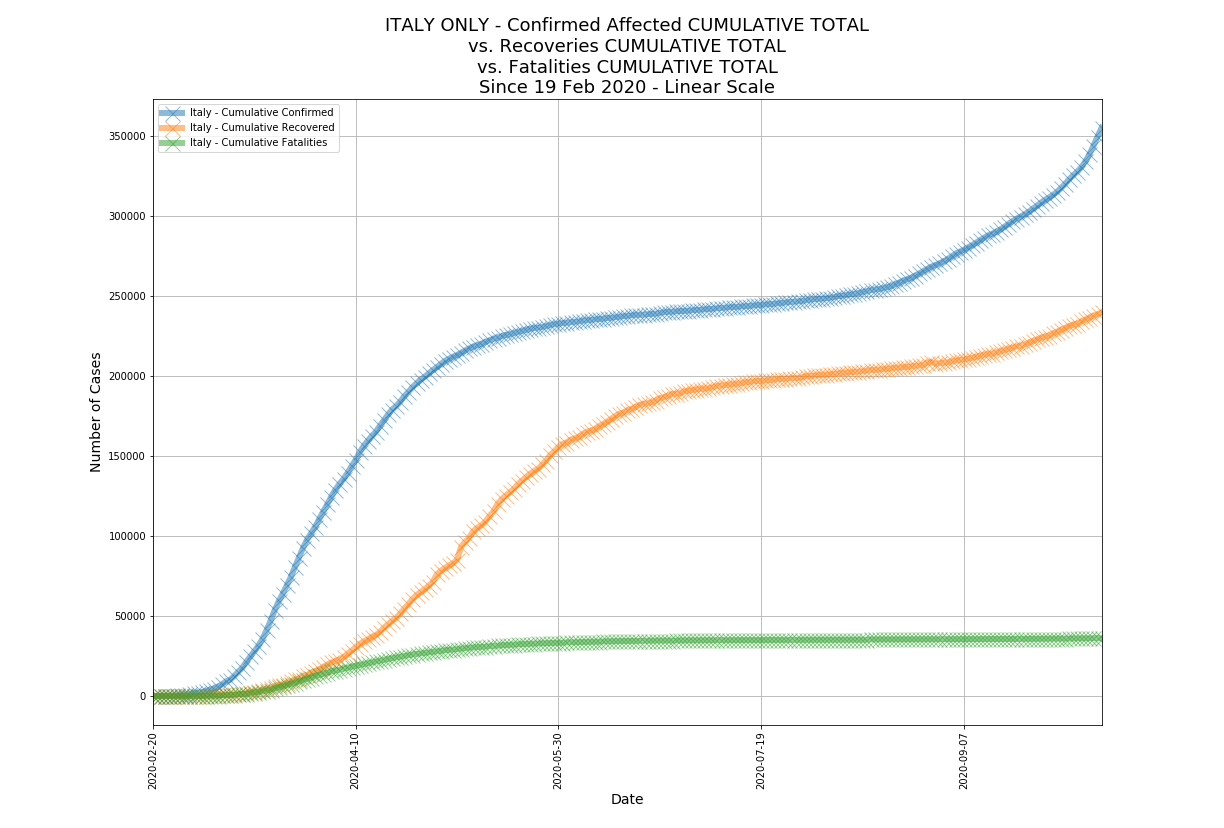 ITALY ONLY - Confirmed Affected CUMULATIVE TOTAL
vs. Recoveries CUMULATIVE TOTAL
vs. Fatalities CUMULATIVE TOTAL
Since 19 Feb 2020 - Linear Scale
Italy - Cumulative Confirmed
Italy - Cumulative Recovered
Italy - Cumulative Fatalities
Number of Cases
350000
300000
250000
200000
150000
100000
50000
0
2020-02-20
2020-04-10
2020-05-30
2020-07-19
2020-09-07
Date